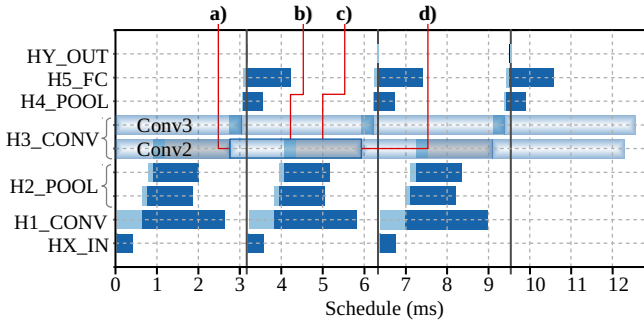 a) b) c) d)
HY_OUT
H5_FC
H4_POOL
Conv3
H3_CONV
Conv2
H2_POOL
H1_CONV
HX_IN
0 1 2 3 4 5 6 7 8 9 10 11 12
Schedule (ms)